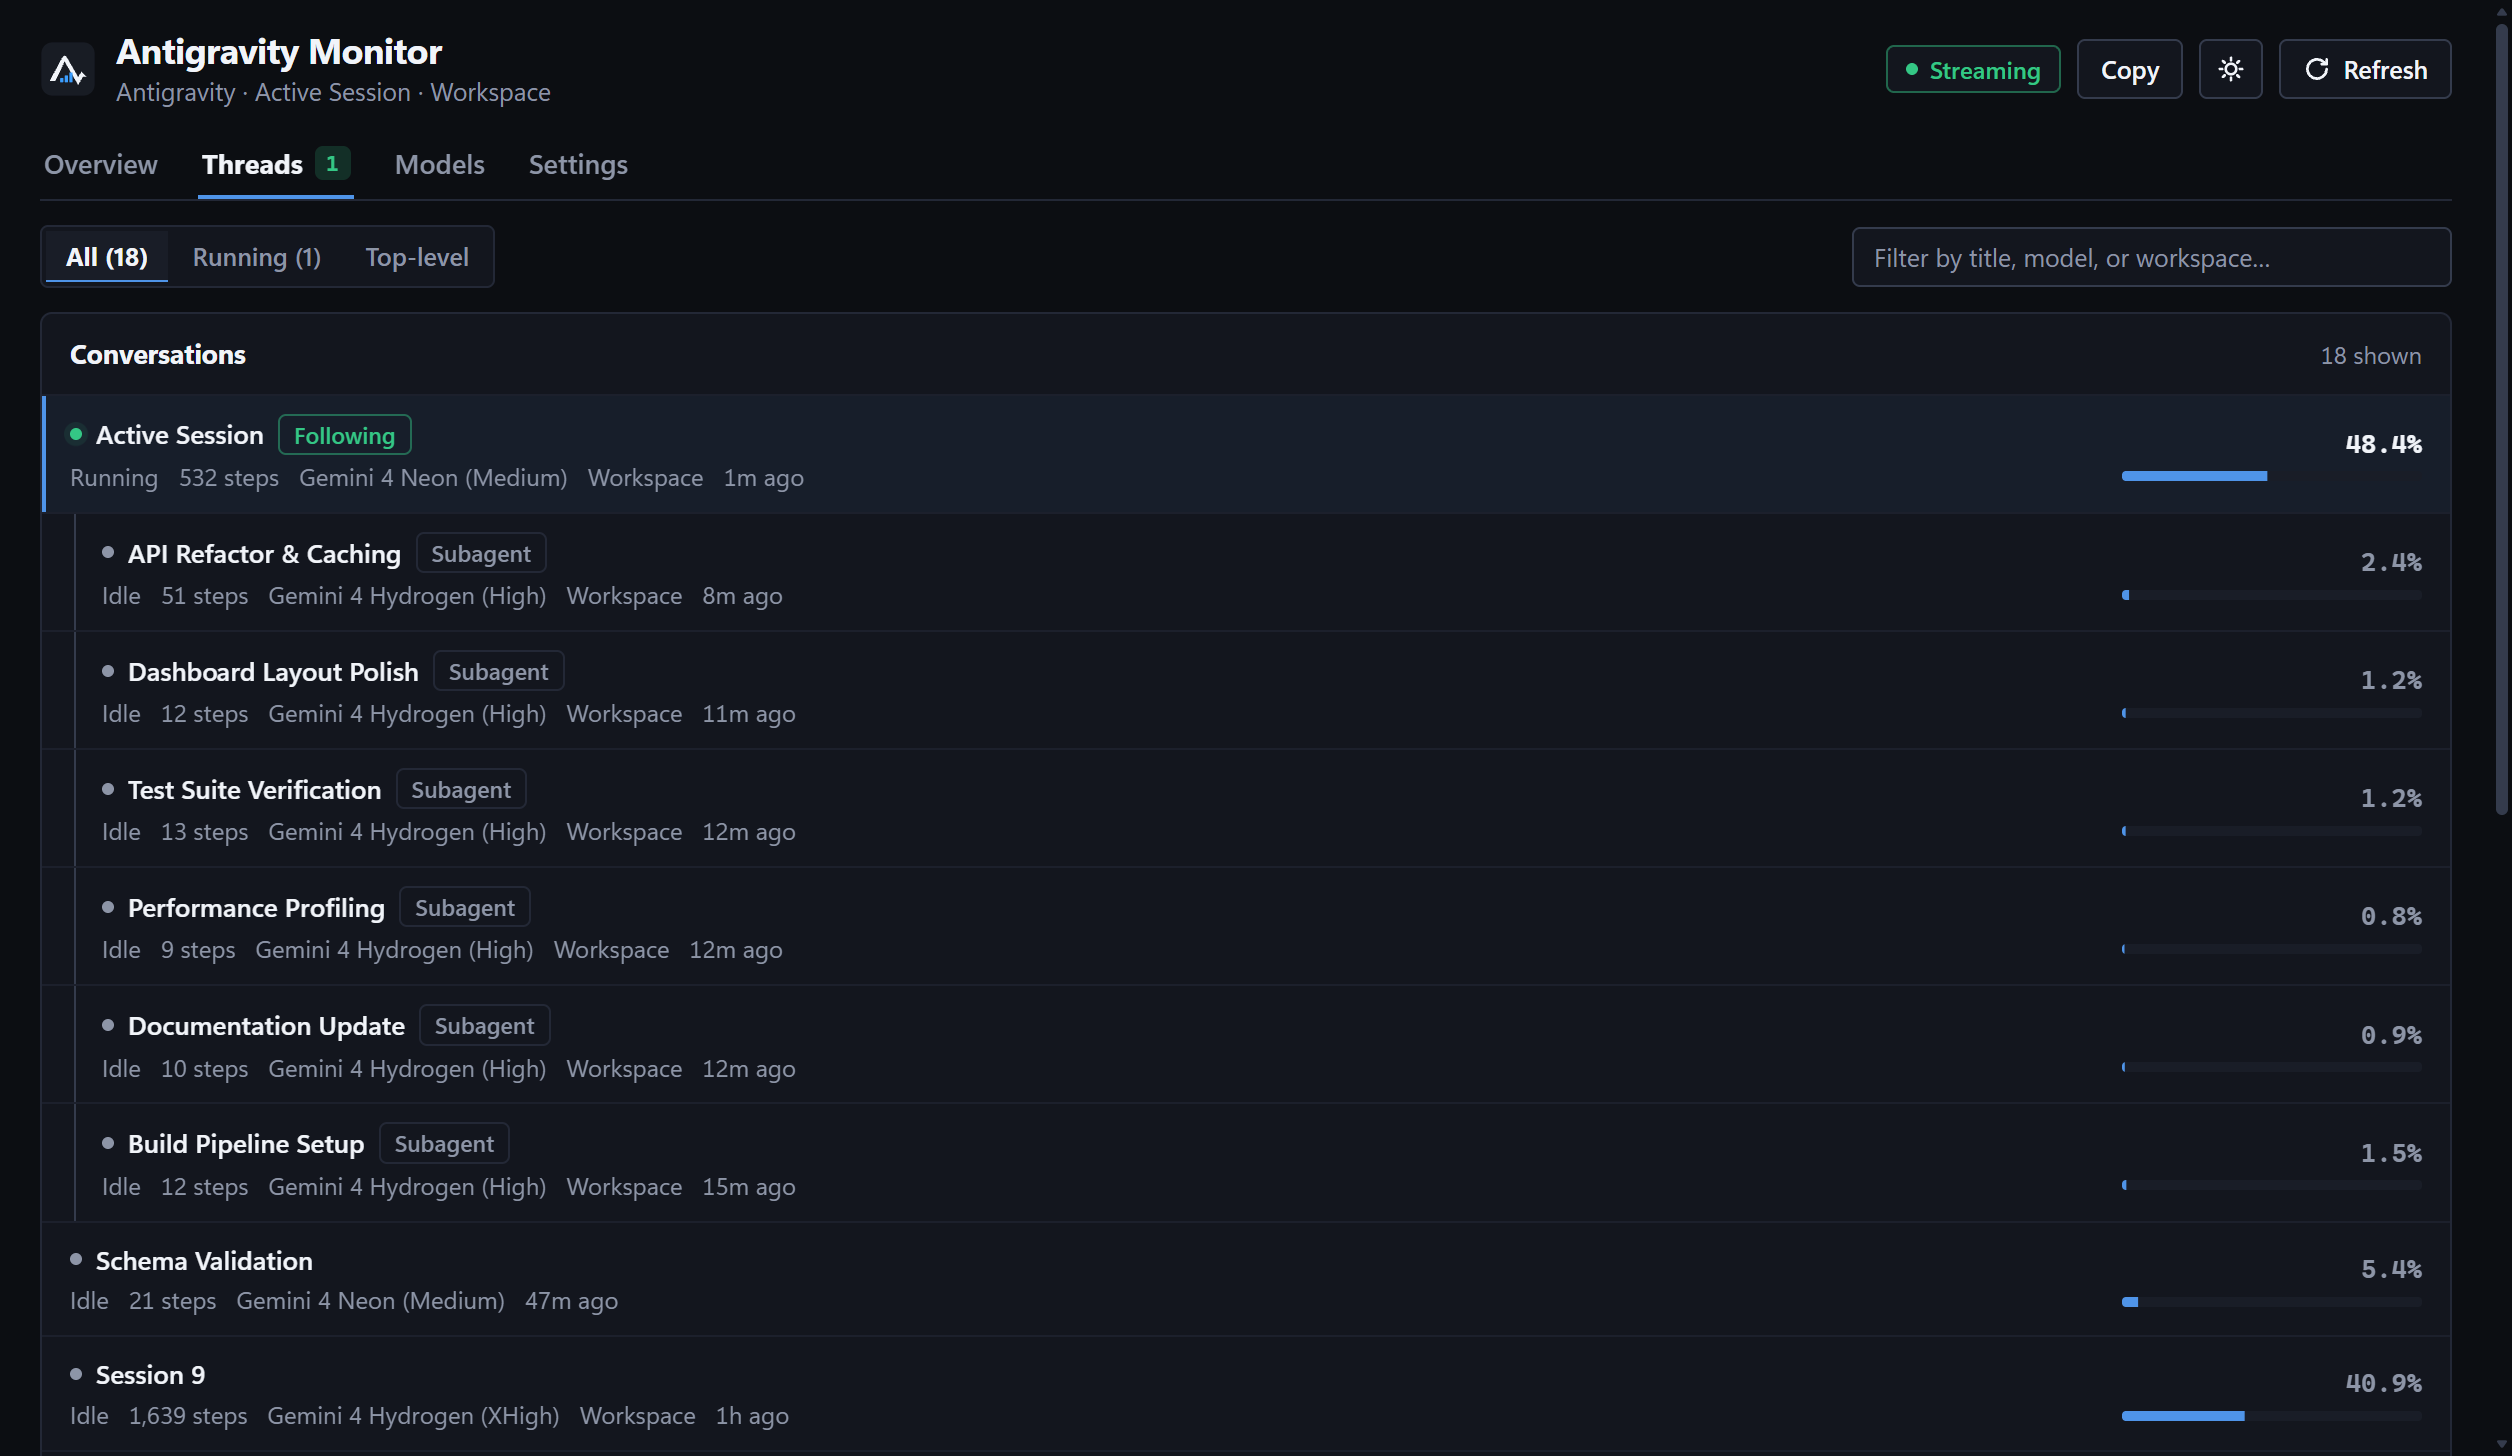 Antigravity Monitor
Antigravity · Active Session · Workspace
Streaming
Copy
Refresh
Overview
Threads 1
Models
Settings
All (18)
Running (1)
Top-level
Filter by title, model, or workspace...
Conversations
18 shown
Active Session Following
48.4%
Running 532 steps Gemini 4 Neon (Medium) Workspace 1m ago
API Refactor & Caching Subagent
2.4%
Idle 51 steps Gemini 4 Hydrogen (High) Workspace 8m ago
Dashboard Layout Polish Subagent
1.2%
Idle 12 steps Gemini 4 Hydrogen (High) Workspace 11m ago
Test Suite Verification Subagent
1.2%
Idle 13 steps Gemini 4 Hydrogen (High) Workspace 12m ago
Performance Profiling Subagent
0.8%
Idle 9 steps Gemini 4 Hydrogen (High) Workspace 12m ago
Documentation Update Subagent
0.9%
Idle 10 steps Gemini 4 Hydrogen (High) Workspace 12m ago
Build Pipeline Setup Subagent
1.5%
Idle 12 steps Gemini 4 Hydrogen (High) Workspace 15m ago
Schema Validation
5.4%
Idle 21 steps Gemini 4 Neon (Medium) 47m ago
Session 9
40.9%
Idle 1,639 steps Gemini 4 Hydrogen (XHigh) Workspace 1h ago